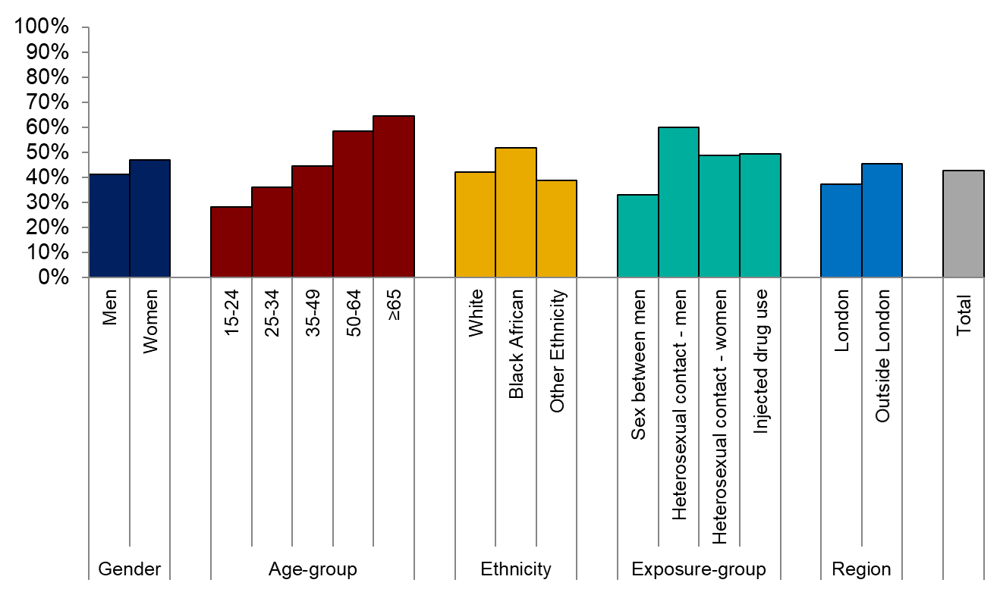 100%
90%
80%
70%
60%
50%
40%
30%
20%
10%
0%
Men
Women
15-24
25-34
35-49
50-64
≥65
White
Black African
Other Ethnicity
Sex between men
Heterosexual contact - men
Heterosexual contact - women
Injected drug use
London
Outside London
Total
Gender
Age-group
Ethnicity
Exposure-group
Region